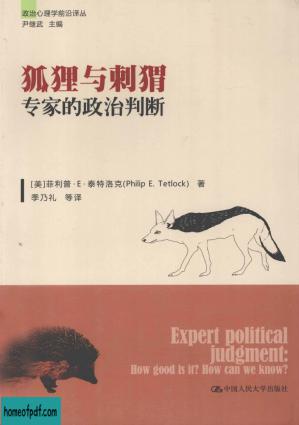 政治心理学前沿译丛
尹继武 主编
狐狸与刺猬
专家的政治判断
[美]菲利普·E·泰特洛克(Philip E. Tetlock) 著
季乃礼 等译
Expert political
judgment:
How good is it? How can we know?
中国人民大学出版社
homeofpdf.com